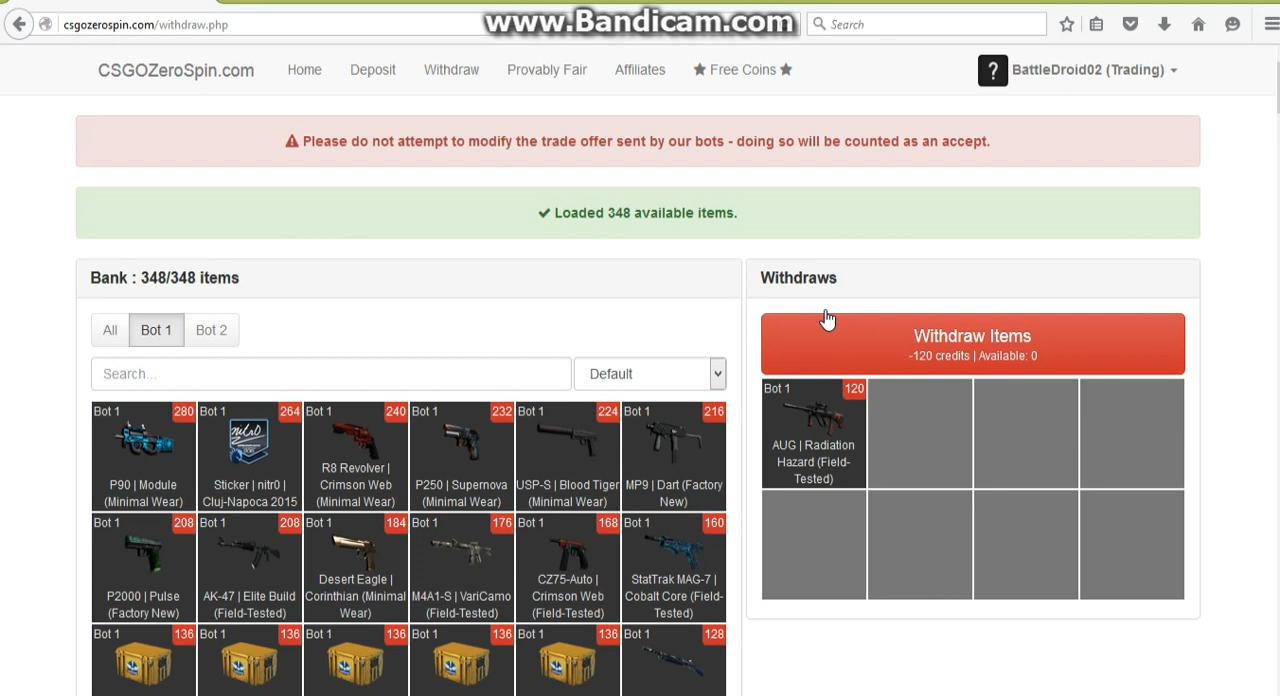 www.Bandicam.com
csgozerospin.com/withdraw.php
Search
CSGOZeroSpin.com
Home
Deposit
Withdraw
Provably Fair
Affiliates
★ Free Coins ★
?
BattleDroid02 (Trading)
Please do not attempt to modify the trade offer sent by our bots - doing so will be counted as an accept.
Loaded 348 available items.
Bank : 348/348 items
All
Bot 1
Bot 2
Search...
Default
Bot 1
280
P90 | Module
(Minimal Wear)
Bot 1
264
Sticker | nitr0 |
Cluj-Napoca 2015
Bot 1
240
R8 Revolver |
Crimson Web
(Minimal Wear)
Bot 1
232
P250 | Supernova
(Minimal Wear)
Bot 1
224
USP-S | Blood Tiger
(Minimal Wear)
Bot 1
216
MP9 | Dart (Factory
New)
Bot 1
208
P2000 | Pulse
(Factory New)
Bot 1
208
AK-47 | Elite Build
(Field-Tested)
Bot 1
184
Desert Eagle |
Corinthian (Minimal
Wear)
Bot 1
176
M4A1-S | VariCamo
(Field-Tested)
Bot 1
168
CZ75-Auto |
Crimson Web
(Field-Tested)
Bot 1
160
StatTrak MAG-7 |
Cobalt Core (Field-
Tested)
Bot 1
136
Bot 1
136
Bot 1
136
Bot 1
136
Bot 1
136
Bot 1
128
Withdraws
Withdraw Items
-120 credits | Available: 0
Bot 1
120
AUG | Radiation
Hazard (Field-
Tested)